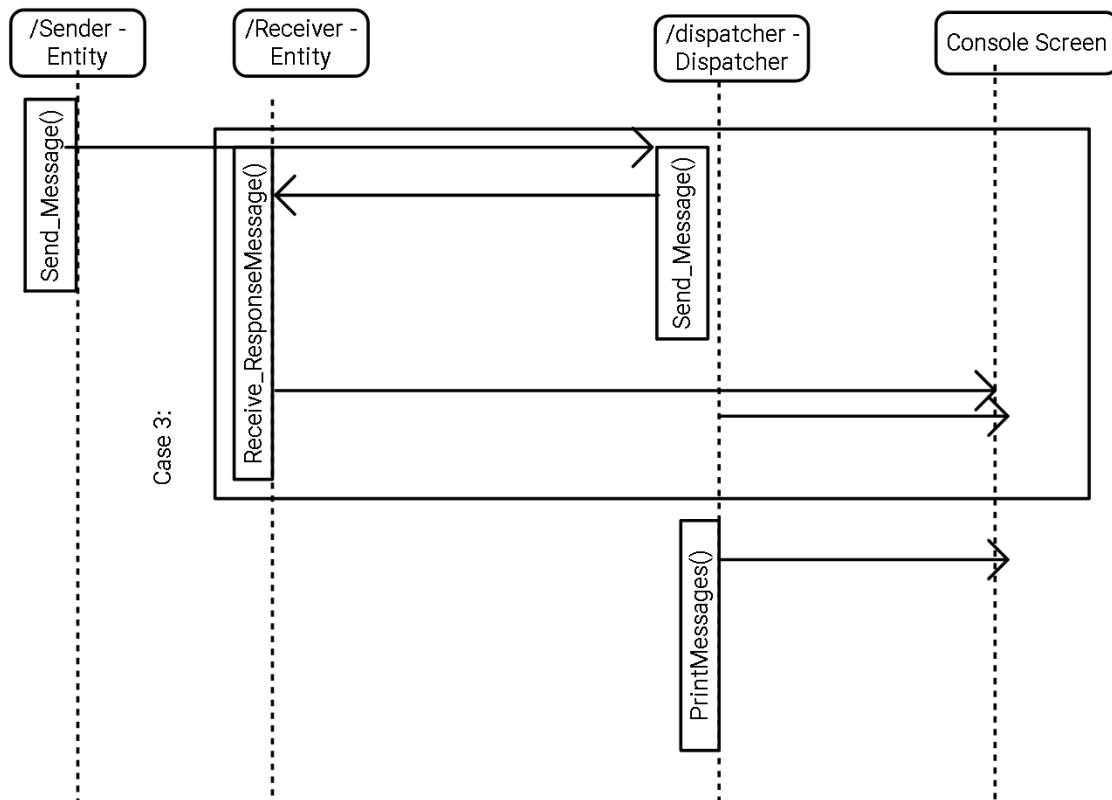 /Sender -
Entity
/Receiver -
Entity
/dispatcher -
Dispatcher
Console Screen
Send_Message()
Receive_ResponseMessage()
Send_Message()
Case 3:
PrintMessages()